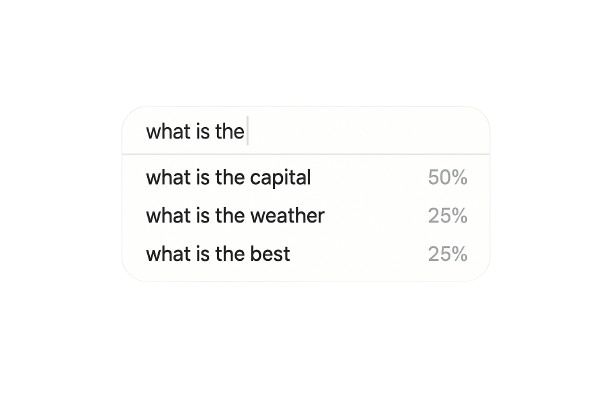 what is the
what is the capital 50%
what is the weather 25%
what is the best 25%